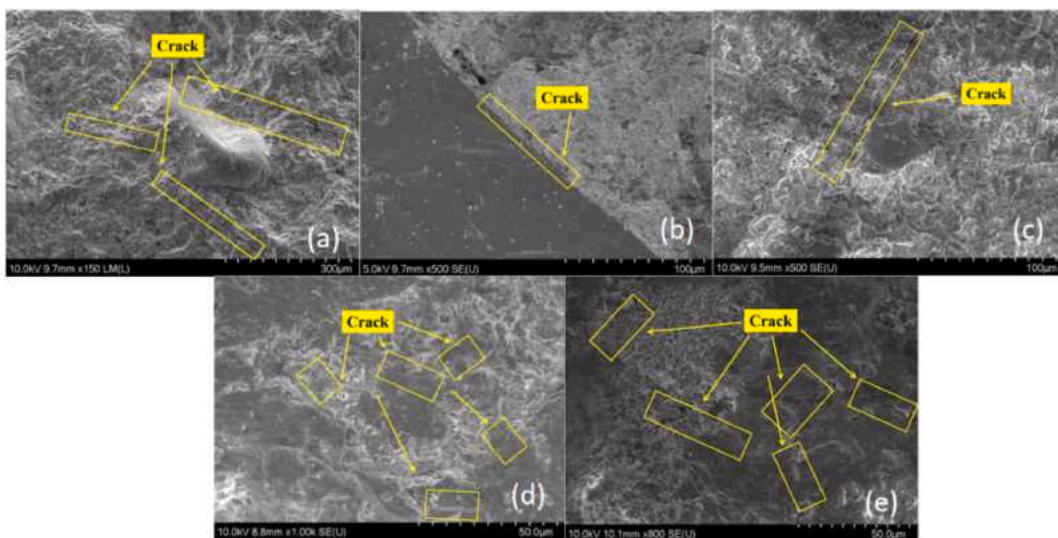 Crack
(a)
10.0kV 9.7mm x150 LM(L)
300μm
Crack
(b)
5.0kV 9.7mm x500 SE(U)
100μm
Crack
(c)
10.0kV 9.5mm x500 SE(U)
100μm
Crack
(d)
10.0kV 8.8mm x1.00k SE(U)
50.0μm
Crack
(e)
10.0kV 10.1mm x800 SE(U)
50.0μm